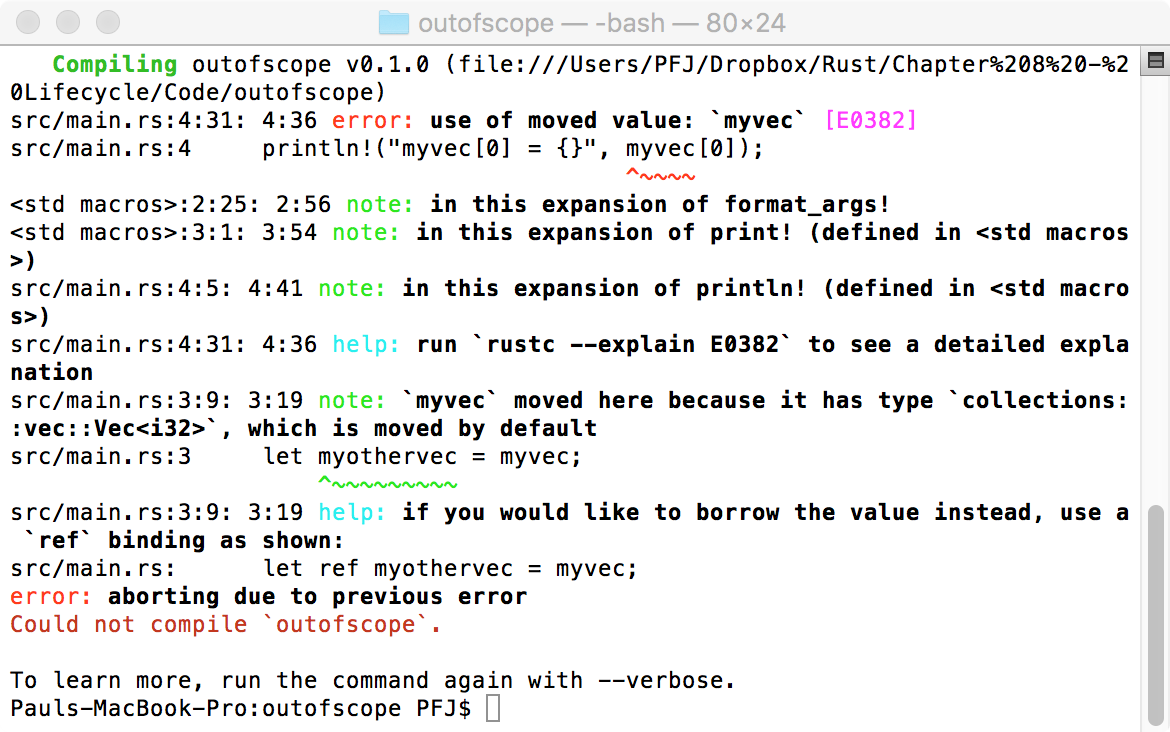 outofscope — -bash — 80×24
Compiling outofscope v0.1.0 (file:///Users/PFJ/Dropbox/Rust/Chapter%208%20-%2
0Lifecycle/Code/outofscope)
src/main.rs:4:31: 4:36 error: use of moved value: `myvec` [E0382]
src/main.rs:4     println!("myvec[0] = {}", myvec[0]);
^~~~~
<std macros>:2:25: 2:56 note: in this expansion of format_args!
<std macros>:3:1: 3:54 note: in this expansion of print! (defined in <std macros
>)
src/main.rs:4:5: 4:41 note: in this expansion of println! (defined in <std macro
s>)
src/main.rs:4:31: 4:36 help: run `rustc --explain E0382` to see a detailed expla
nation
src/main.rs:3:9: 3:19 note: `myvec` moved here because it has type `collections:
:vec::Vec<i32>`, which is moved by default
src/main.rs:3     let myothervec = myvec;
^~~~~~~~~~
src/main.rs:3:9: 3:19 help: if you would like to borrow the value instead, use a
`ref` binding as shown:
src/main.rs:      let ref myothervec = myvec;
error: aborting due to previous error
Could not compile `outofscope`.
To learn more, run the command again with --verbose.
Pauls-MacBook-Pro:outofscope PFJ$